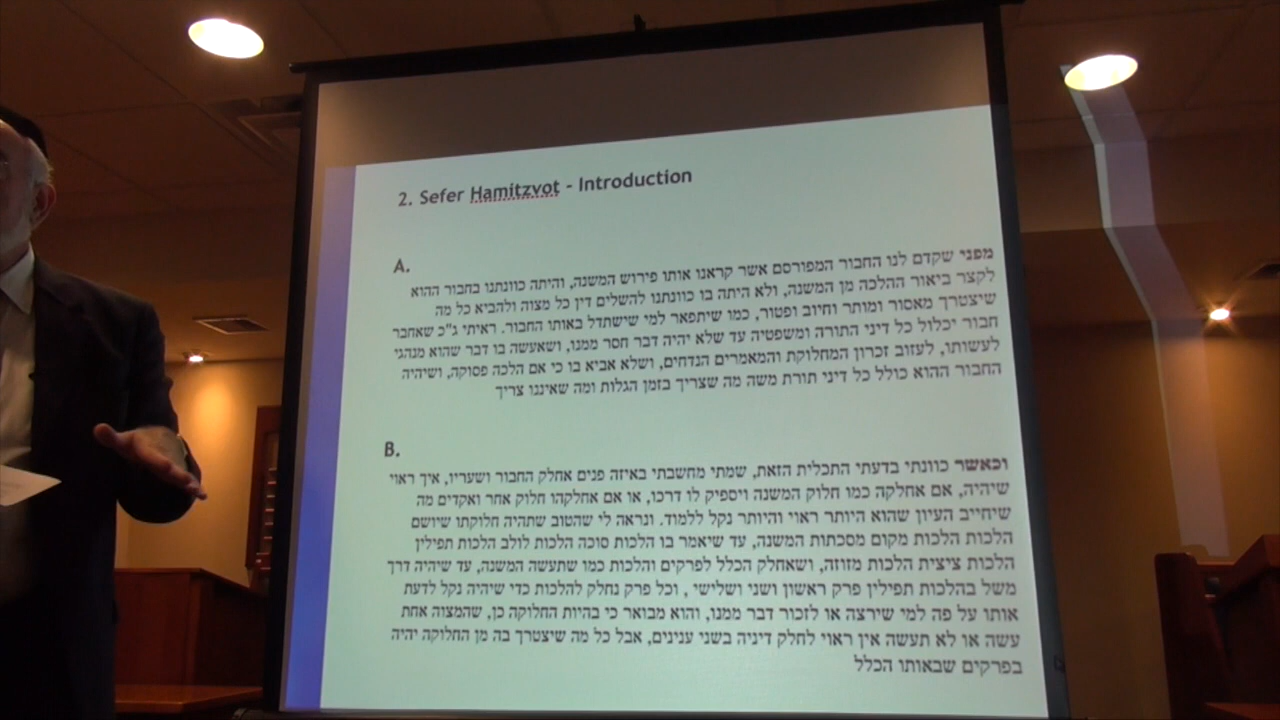 2. Sefer Hamitzvot - Introduction
A.
מפני שקדם לנו החבור המפורסם אשר קראנו אותו פירוש המשנה, והיתה כוונתנו בחבור ההוא
לקצר ביאור ההלכה מן המשנה, ולא היתה בו כוונתנו להשלים דין כל מצוה ולהביא כל מה
שיצטרך מאסור ומותר וחיוב ופטור, כמו שיתפאר למי שישתדל באותו החבור. ראיתי ג"כ שאחבר
חבור יכלול כל דיני התורה ומשפטיה עד שלא יהיה דבר חסר ממנו, ושאעשה בו דבר שהוא מנהגי
לעשותו, לעזוב זכרון המחלוקת והמאמרים הנדחים, ושלא אביא בו כי אם הלכה פסוקה, ושיהיה
החבור ההוא כולל כל דיני תורת משה מה שצריך בזמן הגלות ומה שאיננו צריך
B.
וכאשר כוונתי בדעתי התכלית הזאת, שמתי מחשבתי באיזה פנים אחלק החבור ושעריו, איך ראוי
שיהיה, אם אחלקה כמו חלוק המשנה ויספיק לו דרכו, או אם אחלקהו חלוק אחר ואקדים מה
שיחייב העיון שהוא היותר ראוי והיותר נקל ללמוד. ונראה לי שהטוב שתהיה חלוקתו שיושם
הלכות הלכות מקום מסכתות המשנה, עד שיאמר בו הלכות סוכה הלכות לולב הלכות תפילין
הלכות ציצית הלכות מזוזה, ושאחלק הכלל לפרקים והלכות כמו שתעשה המשנה, עד שיהיה דרך
משל בהלכות תפילין פרק ראשון ושני ושלישי , וכל פרק נחלק להלכות כדי שיהיה נקל לדעת
אותו על פה למי שירצה או לזכור דבר ממנו, והוא מבואר כי בהיות החלוקה כן, שהמצוה אחת
עשה או לא תעשה אין ראוי לחלק דיניה בשני ענינים, אבל כל מה שיצטרך בה מן החלוקה יהיה
בפרקים שבאותו הכלל